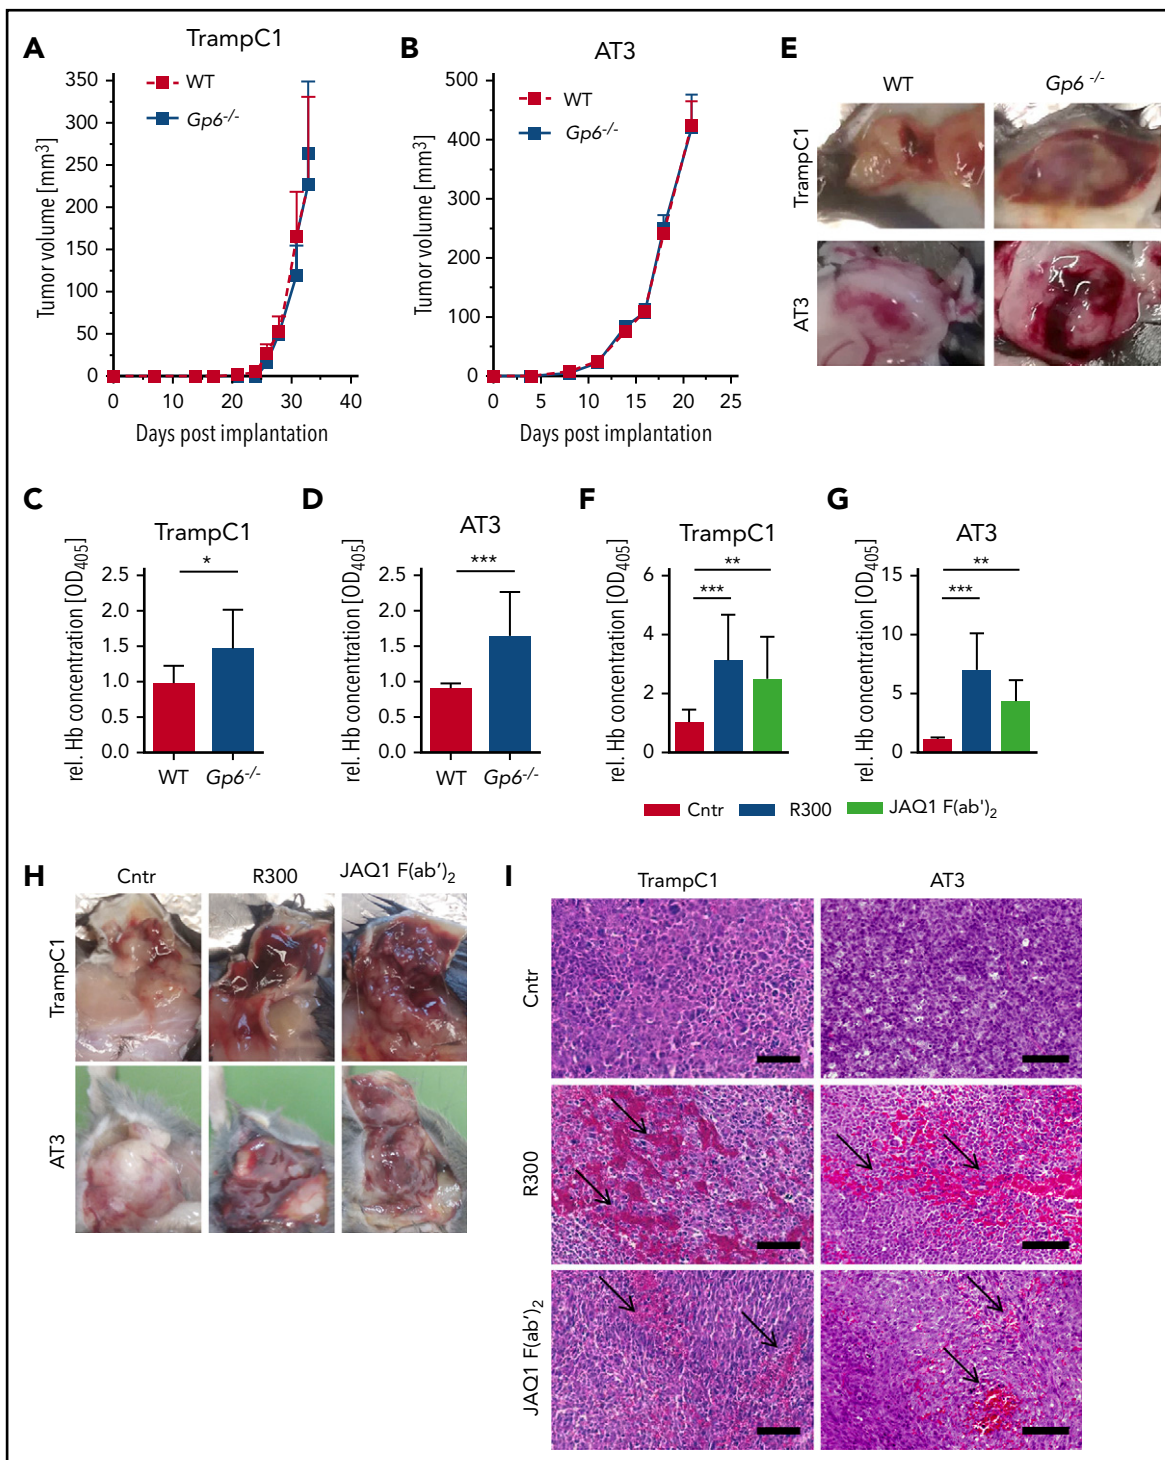 A
TrampC1
WT
Gp6-/-
Tumor volume [mm3]
350
300
250
200
150
100
50
0
0 10 20 30 40
Days post implantation
B
AT3
WT
Gp6-/-
Tumor volume [mm3]
500
400
300
200
100
0
0 5 10 15 20 25
Days post implantation
E
WT Gp6 -/-
TrampC1
AT3
C
TrampC1
rel. Hb concentration [OD405]
2.5
2.0
1.5
1.0
0.5
0.0
*
WT Gp6-/-
D
AT3
rel. Hb concentration [OD405]
2.5
2.0
1.5
1.0
0.5
0.0
***
WT Gp6-/-
F
TrampC1
rel. Hb concentration [OD405]
6
4
2
0
**
***
G
AT3
rel. Hb concentration [OD405]
15
10
5
0
**
***
Cntr R300 JAQ1 F(ab')2
H
Cntr R300 JAQ1 F(ab')2
TrampC1
AT3
I
TrampC1 AT3
Cntr
R300
JAQ1 F(ab')2